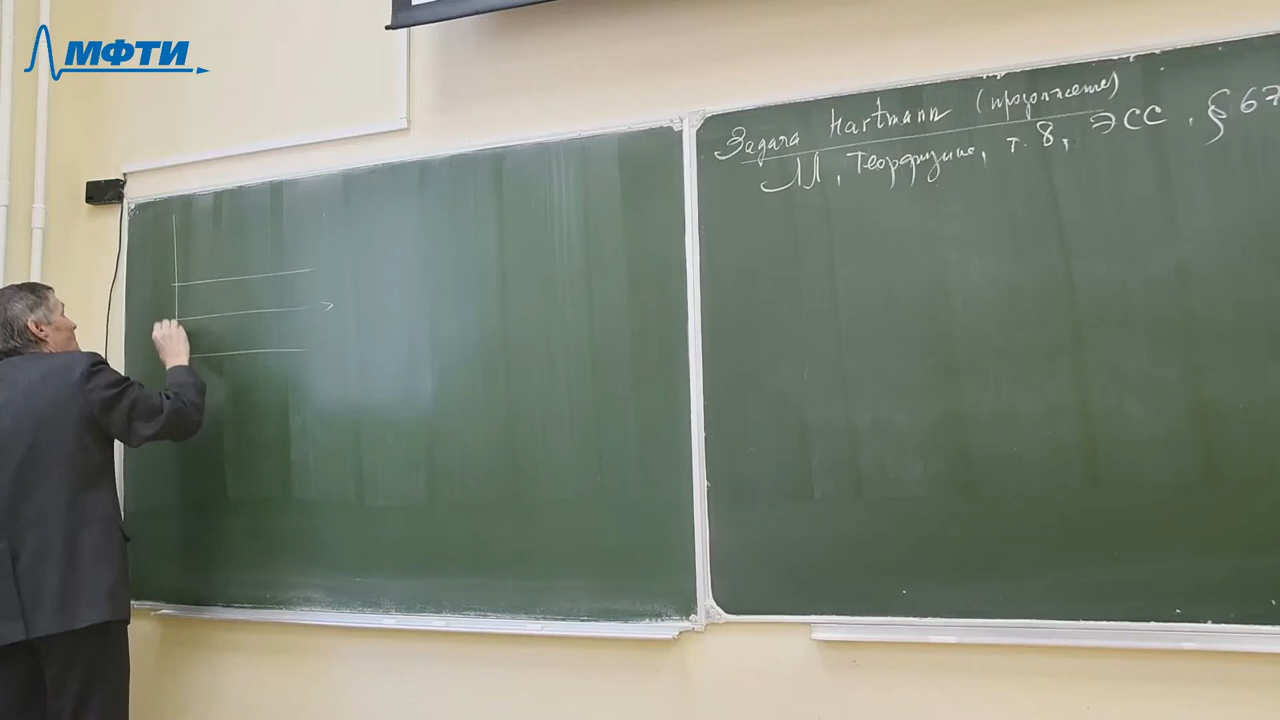 МФТИ
Задача Hartmann (продолжение)
ЛЛ, Теорфизика, т. 8, ЭСС, § 67